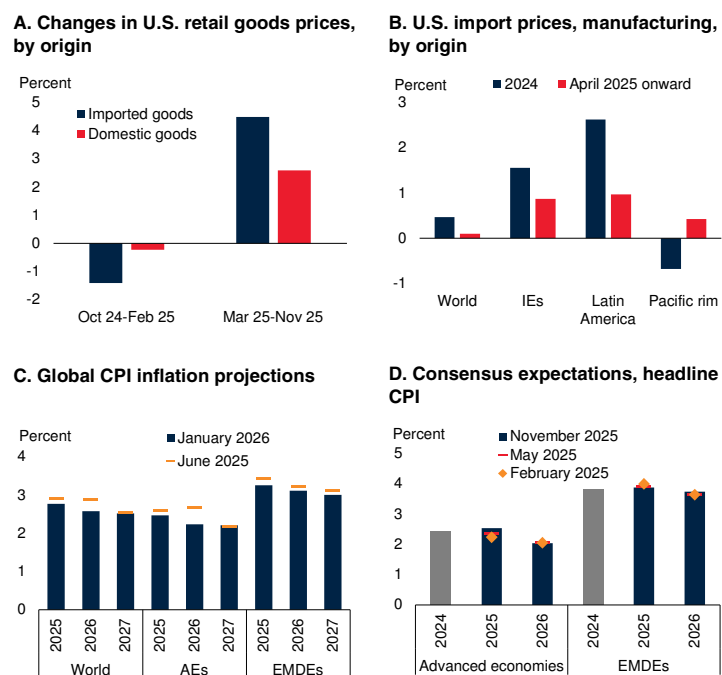 A. Changes in U.S. retail goods prices,
by origin
Percent
5
4
3
2
1
0
-1
-2
Imported goods
Domestic goods
Oct 24-Feb 25
Mar 25-Nov 25
B. U.S. import prices, manufacturing,
by origin
Percent
2024
April 2025 onward
3
2
1
0
-1
World
IEs
Latin
America
Pacific rim
C. Global CPI inflation projections
Percent
January 2026
June 2025
4
3
2
1
0
2025
2026
2027
2025
2026
2027
2025
2026
2027
World
AEs
EMDEs
D. Consensus expectations, headline
CPI
Percent
November 2025
May 2025
February 2025
5
4
3
2
1
0
2024
2025
2026
2024
2025
2026
Advanced economies
EMDEs